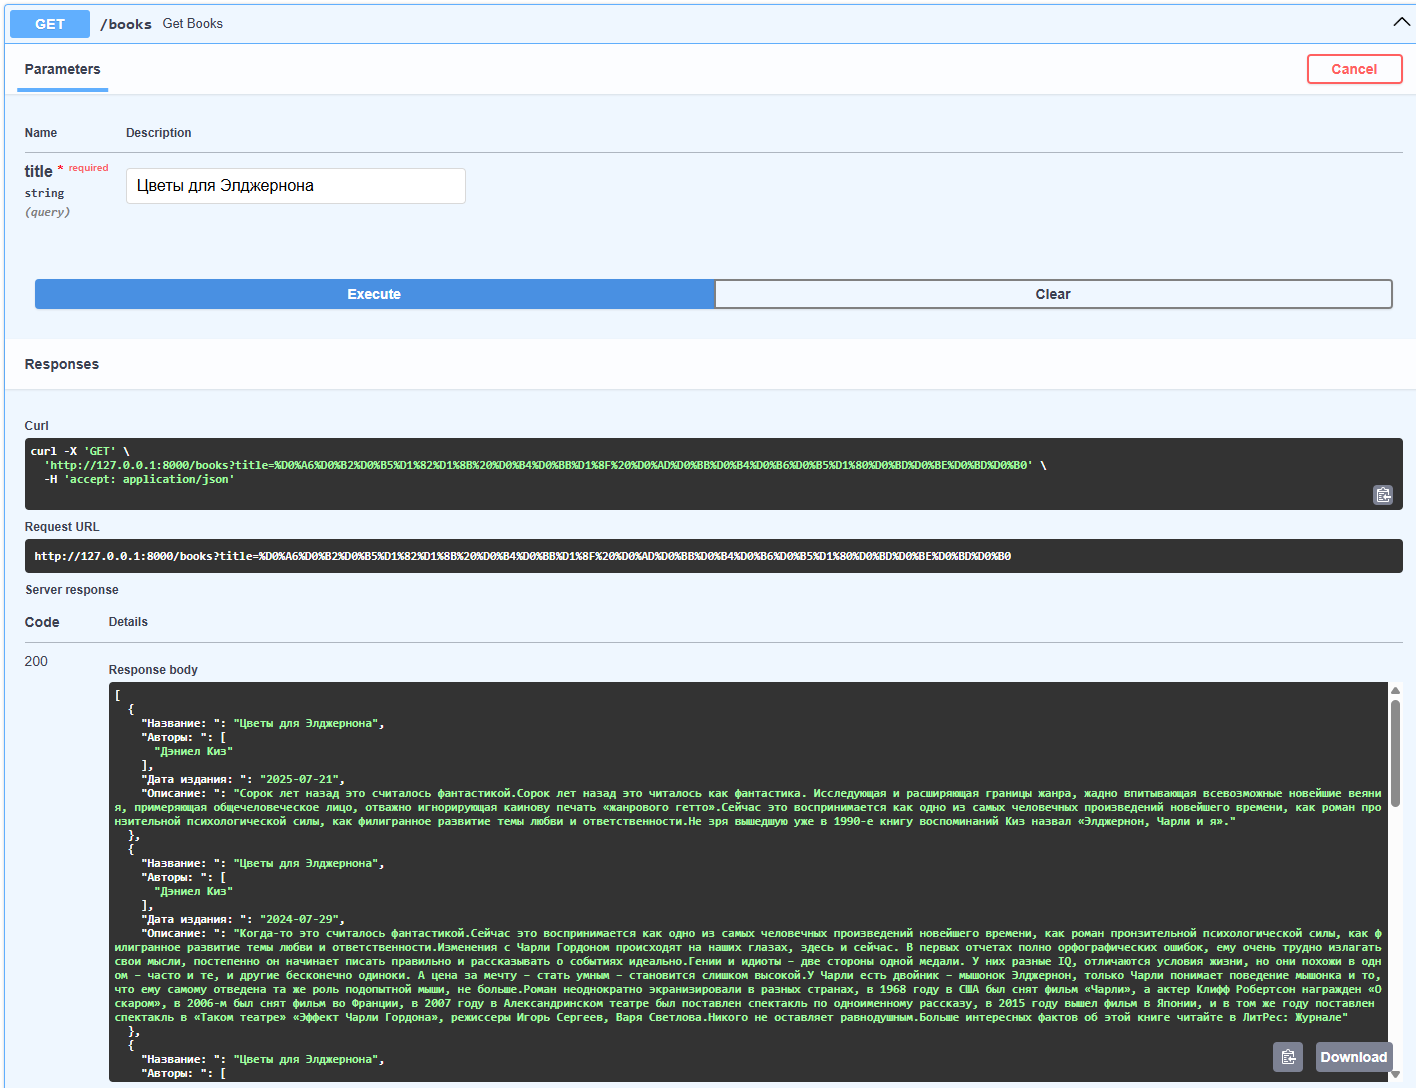 GET /books Get Books
Parameters
Cancel
Name Description
title * required
string
(query)
Цветы для Элджернона
Execute
Clear
Responses
Curl
curl -X 'GET' \
'http://127.0.0.1:8000/books?title=%D0%A6%D0%B2%D0%B5%D1%82%D1%8B%20%D0%B4%D0%BB%D1%8F%20%D0%AD%D0%BB%D0%B4%D0%B6%D0%B5%D1%80%D0%BD%D0%BE%D0%BD%D0%B0' \
-H 'accept: application/json'
Request URL
http://127.0.0.1:8000/books?title=%D0%A6%D0%B2%D0%B5%D1%82%D1%8B%20%D0%B4%D0%BB%D1%8F%20%D0%AD%D0%BB%D0%B4%D0%B6%D0%B5%D1%80%D0%BD%D0%BE%D0%BD%D0%B0
Server response
Code Details
200
Response body
[
{
"Название: ": "Цветы для Элджернона",
"Авторы: ": [
"Дэниел Киз"
],
"Дата издания: ": "2025-07-21",
"Описание: ": "Сорок лет назад это считалось фантастикой.Сорок лет назад это читалось как фантастика. Исследующая и расширяющая границы жанра, жадно впитывающая всевозможные новейшие веяни
я, примеряющая общечеловеческое лицо, отважно игнорирующая каинову печать «жанрового гетто».Сейчас это воспринимается как одно из самых человечных произведений новейшего времени, как роман про
нзительной психологической силы, как филигранное развитие темы любви и ответственности.Не зря вышедшую уже в 1990-е книгу воспоминаний Киз назвал «Элджернон, Чарли и я»."
},
{
"Название: ": "Цветы для Элджернона",
"Авторы: ": [
"Дэниел Киз"
],
"Дата издания: ": "2024-07-29",
"Описание: ": "Когда-то это считалось фантастикой.Сейчас это воспринимается как одно из самых человечных произведений новейшего времени, как роман пронзительной психологической силы, как ф
илигранное развитие темы любви и ответственности.Изменения с Чарли Гордоном происходят на наших глазах, здесь и сейчас. В первых отчетах полно орфографических ошибок, ему очень трудно излагать
свои мысли, постепенно он начинает писать правильно и рассказывать о событиях идеально.Гении и идиоты – две стороны одной медали. У них разные IQ, отличаются условия жизни, но они похожи в одн
ом – часто и те, и другие бесконечно одиноки. А цена за мечту – стать умным – становится слишком высокой.У Чарли есть двойник – мышонок Элджернон, только Чарли понимает поведение мышонка и то,
что ему самому отведена та же роль подопытной мыши, не больше.Роман неоднократно экранизировали в разных странах, в 1968 году в США был снят фильм «Чарли», а актер Клифф Робертсон награжден «О
скаром», в 2006-м был снят фильм во Франции, в 2007 году в Александринском театре был поставлен спектакль по одноименному рассказу, в 2015 году вышел фильм в Японии, и в том же году поставлен
спектакль в «Таком театре» «Эффект Чарли Гордона», режиссеры Игорь Сергеев, Варя Светлова.Никого не оставляет равнодушным.Больше интересных фактов об этой книге читайте в ЛитРес: Журнале"
},
{
"Название: ": "Цветы для Элджернона",
"Авторы: ": [
Download